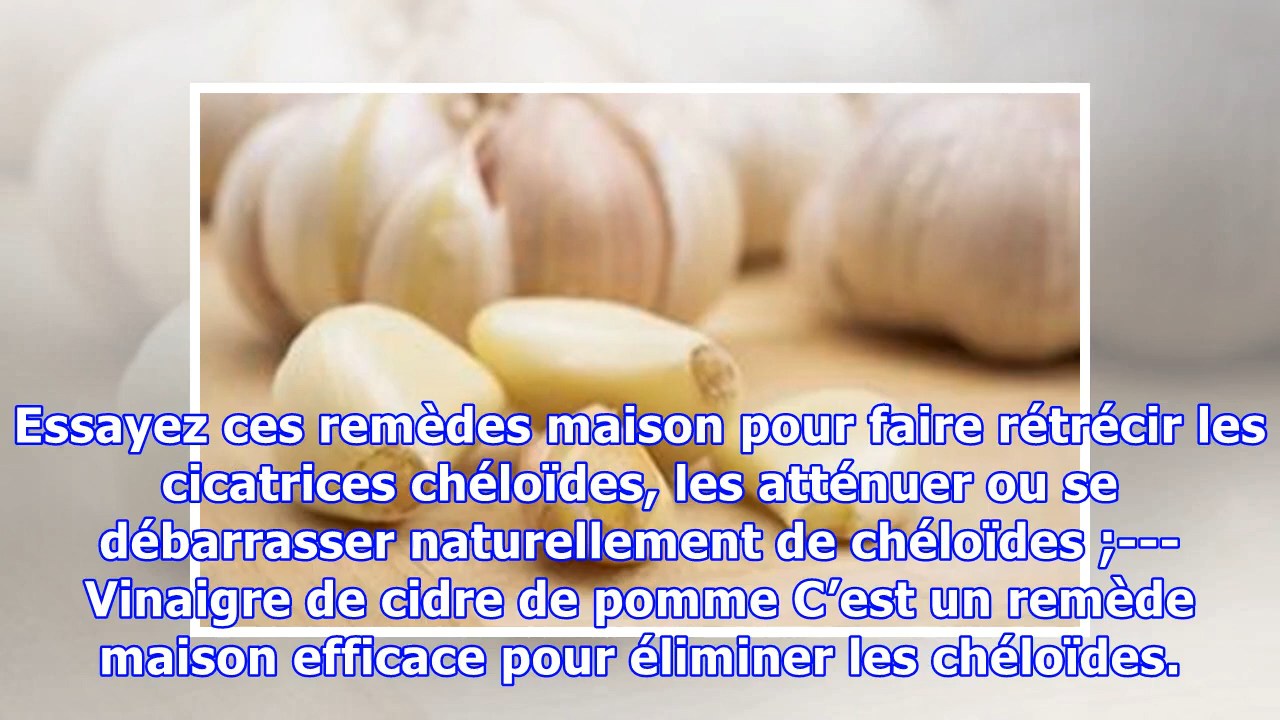 Essayez ces remèdes maison pour faire rétrécir les
cicatrices chéloïdes, les atténuer ou se
débarrasser naturellement de chéloïdes ;---
Vinaigre de cidre de pomme C’est un remède
maison efficace pour éliminer les chéloïdes.